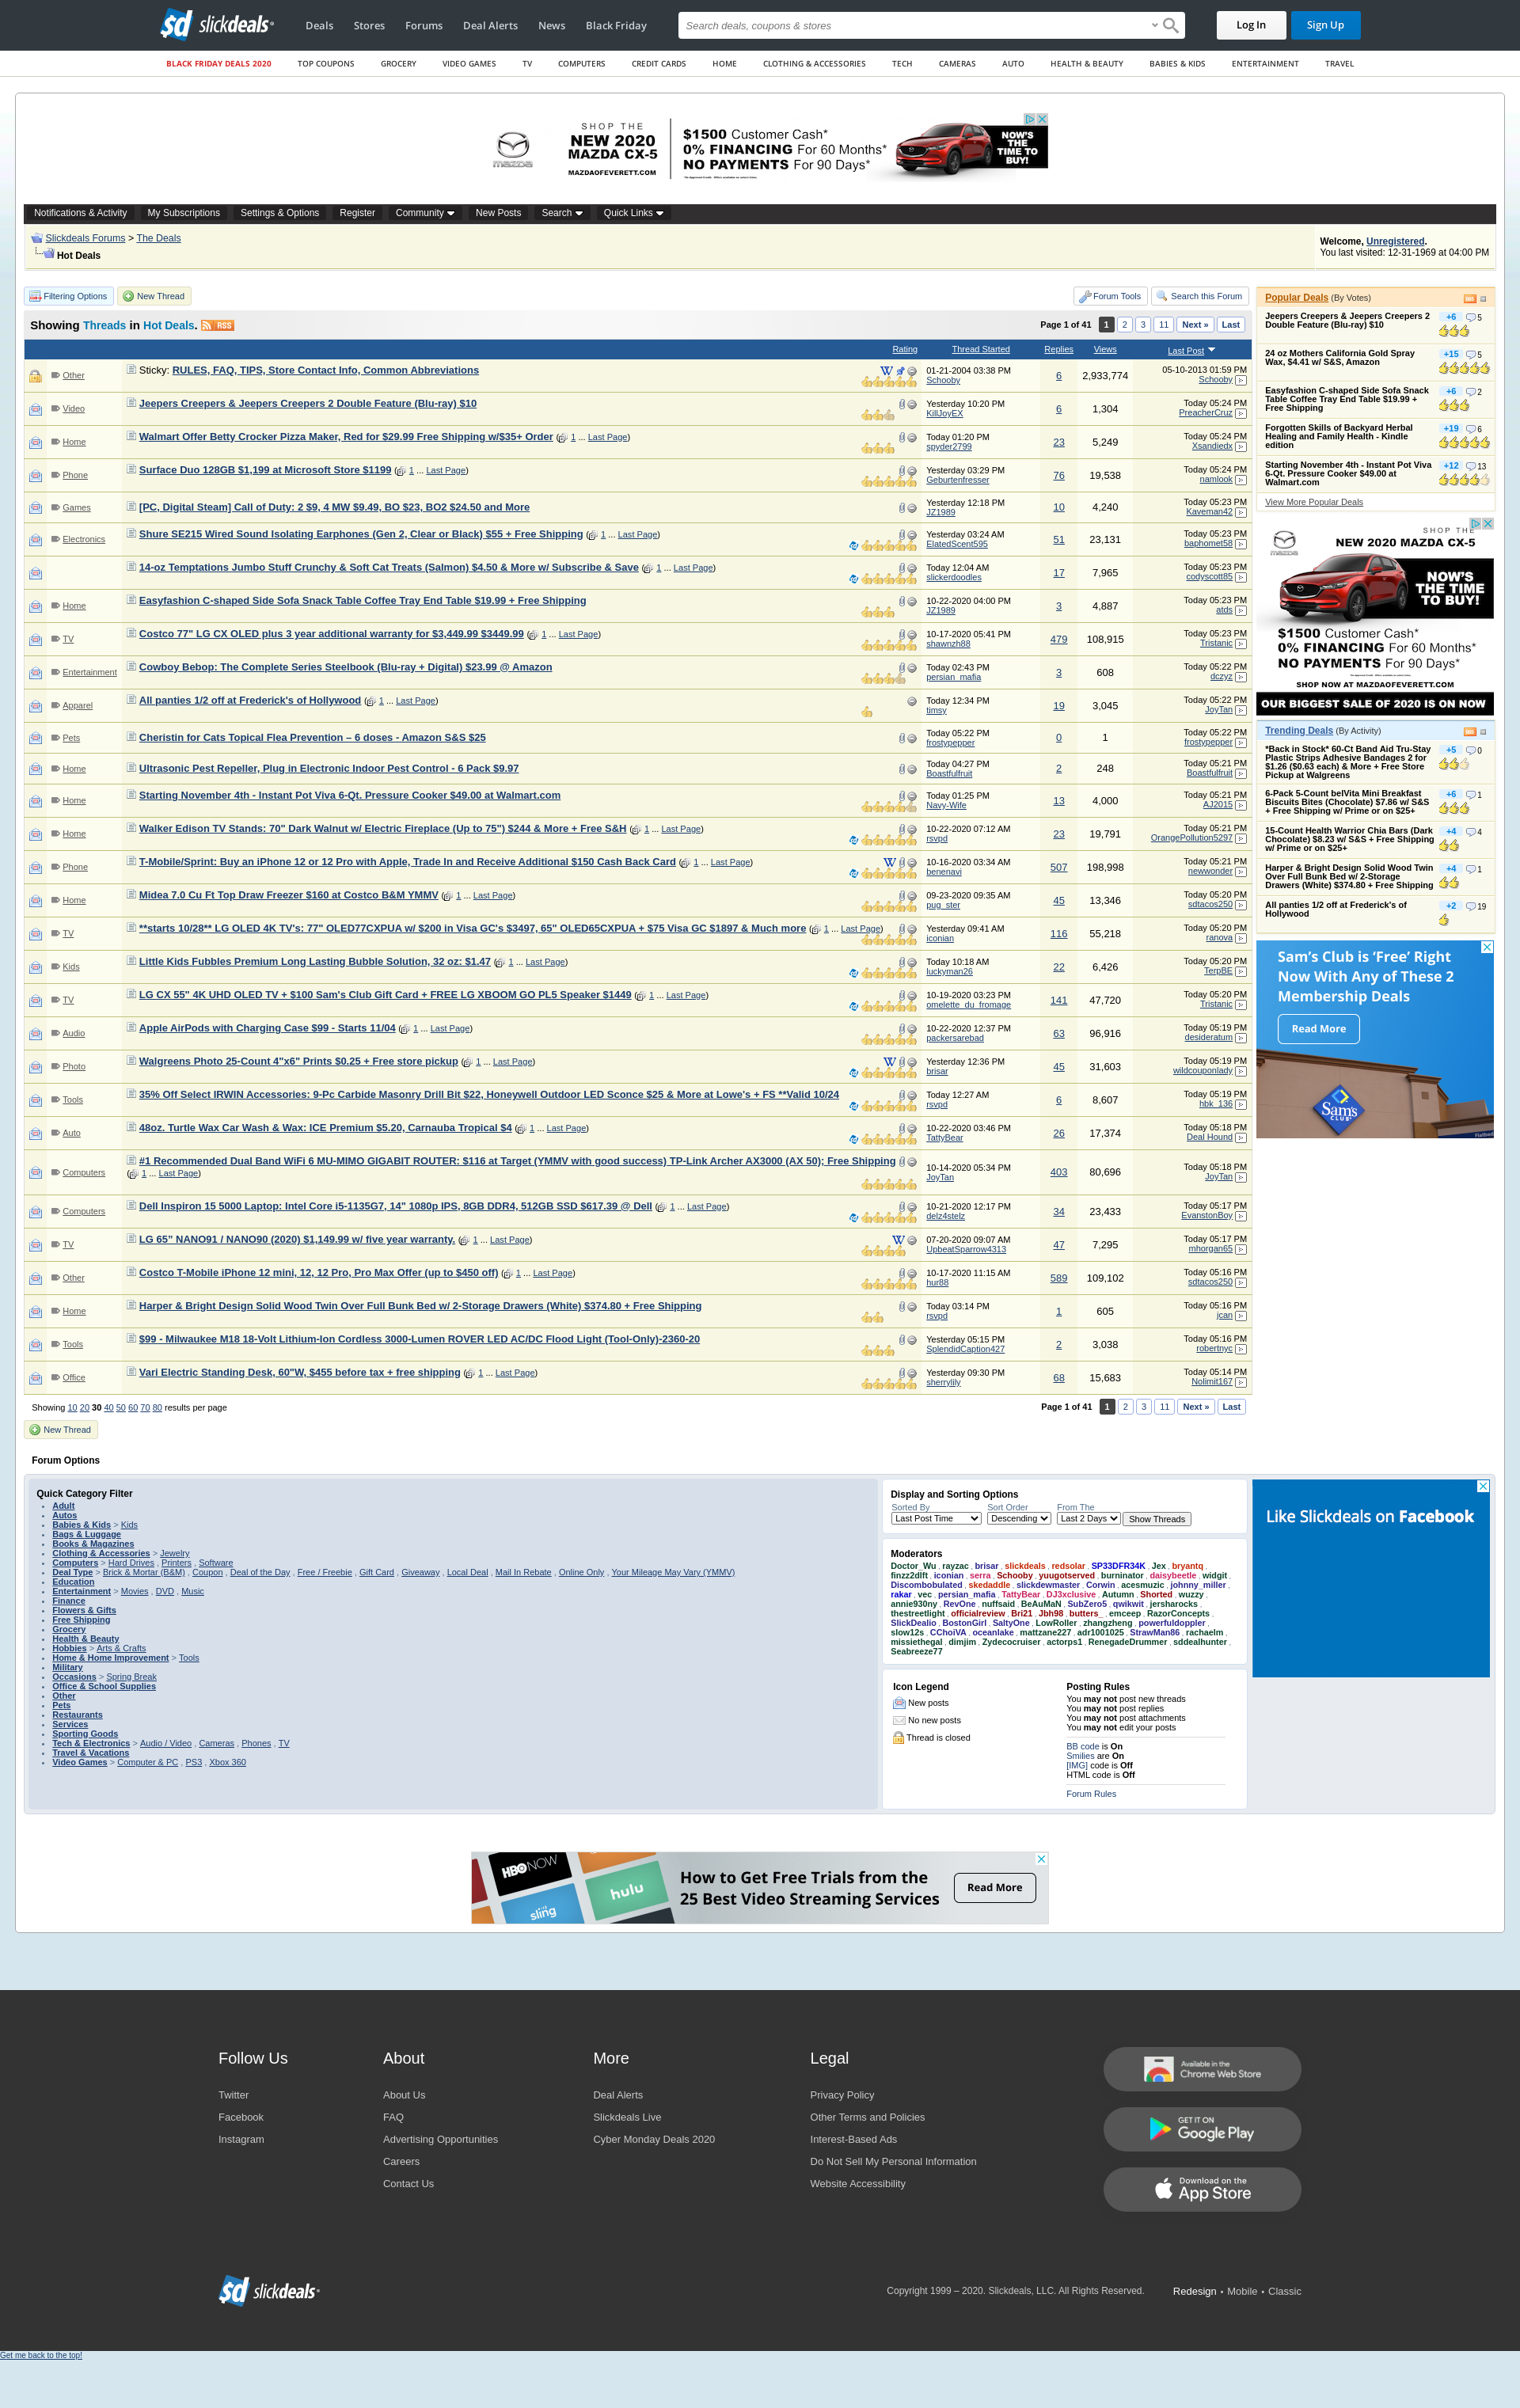 sd slickdeals
Deals Stores Forums Deal Alerts News Black Friday
Search deals, coupons & stores
Log In
Sign Up
BLACK FRIDAY DEALS 2020 TOP COUPONS GROCERY VIDEO GAMES TV COMPUTERS CREDIT CARDS HOME CLOTHING & ACCESSORIES TECH CAMERAS AUTO HEALTH & BEAUTY BABIES & KIDS ENTERTAINMENT TRAVEL
mazda
SHOP THE
NEW 2020
MAZDA CX-5
MAZDAOFEVERETT.COM
$1500 Customer Cash*
0% FINANCING For 60 Months*
NO PAYMENTS For 90 Days*
NOW'S
THE TIME
TO BUY!
Notifications & Activity My Subscriptions Settings & Options Register Community New Posts Search Quick Links
Slickdeals Forums > The Deals
Hot Deals
Welcome, Unregistered.
You last visited: 12-31-1969 at 04:00 PM
Filtering Options New Thread
Forum Tools Search this Forum
Showing Threads in Hot Deals. RSS
Page 1 of 41 1 2 3 11 Next » Last
Rating Thread Started Replies Views Last Post
Other Sticky: RULES, FAQ, TIPS, Store Contact Info, Common Abbreviations 01-21-2004 03:38 PM Schooby 6 2,933,774 05-10-2013 01:59 PM Schooby
Video Jeepers Creepers & Jeepers Creepers 2 Double Feature (Blu-ray) $10 Yesterday 10:20 PM KillJoyEX 6 1,304 Today 05:24 PM PreacherCruz
Home Walmart Offer Betty Crocker Pizza Maker, Red for $29.99 Free Shipping w/$35+ Order ( 1 ... Last Page) Today 01:20 PM spyder2799 23 5,249 Today 05:24 PM Xsandiedx
Phone Surface Duo 128GB $1,199 at Microsoft Store $1199 ( 1 ... Last Page) Yesterday 03:29 PM Geburtenfresser 76 19,538 Today 05:24 PM namlook
Games [PC, Digital Steam] Call of Duty: 2 $9, 4 MW $9.49, BO $23, BO2 $24.50 and More Yesterday 12:18 PM JZ1989 10 4,240 Today 05:23 PM Kaveman42
Electronics Shure SE215 Wired Sound Isolating Earphones (Gen 2, Clear or Black) $55 + Free Shipping ( 1 ... Last Page) Yesterday 03:24 AM ElatedScent595 51 23,131 Today 05:23 PM baphomet58
14-oz Temptations Jumbo Stuff Crunchy & Soft Cat Treats (Salmon) $4.50 & More w/ Subscribe & Save ( 1 ... Last Page) Today 12:04 AM slickerdoodles 17 7,965 Today 05:23 PM codyscott85
Home Easyfashion C-shaped Side Sofa Snack Table Coffee Tray End Table $19.99 + Free Shipping 10-22-2020 04:00 PM JZ1989 3 4,887 Today 05:23 PM atds
TV Costco 77" LG CX OLED plus 3 year additional warranty for $3,449.99 $3449.99 ( 1 ... Last Page) 10-17-2020 05:41 PM shawnzh88 479 108,915 Today 05:23 PM Tristanic
Entertainment Cowboy Bebop: The Complete Series Steelbook (Blu-ray + Digital) $23.99 @ Amazon Today 02:43 PM persian_mafia 3 608 Today 05:22 PM dczyz
Apparel All panties 1/2 off at Frederick's of Hollywood ( 1 ... Last Page) Today 12:34 PM timsy 19 3,045 Today 05:22 PM JoyTan
Pets Cheristin for Cats Topical Flea Prevention – 6 doses - Amazon S&S $25 Today 05:22 PM frostypepper 0 1 Today 05:22 PM frostypepper
Home Ultrasonic Pest Repeller, Plug in Electronic Indoor Pest Control - 6 Pack $9.97 Today 04:27 PM Boastfulfruit 2 248 Today 05:21 PM Boastfulfruit
Home Starting November 4th - Instant Pot Viva 6-Qt. Pressure Cooker $49.00 at Walmart.com Today 01:25 PM Navy-Wife 13 4,000 Today 05:21 PM AJ2015
Home Walker Edison TV Stands: 70" Dark Walnut w/ Electric Fireplace (Up to 75") $244 & More + Free S&H ( 1 ... Last Page) 10-22-2020 07:12 AM rsvpd 23 19,791 Today 05:21 PM OrangePollution5297
Phone T-Mobile/Sprint: Buy an iPhone 12 or 12 Pro with Apple, Trade In and Receive Additional $150 Cash Back Card ( 1 ... Last Page) 10-16-2020 03:34 AM benenavi 507 198,998 Today 05:21 PM newwonder
Home Midea 7.0 Cu Ft Top Draw Freezer $160 at Costco B&M YMMV ( 1 ... Last Page) 09-23-2020 09:35 AM pug_ster 45 13,346 Today 05:20 PM sdtacos250
TV **starts 10/28** LG OLED 4K TV's: 77" OLED77CXPUA w/ $200 in Visa GC's $3497, 65" OLED65CXPUA + $75 Visa GC $1897 & Much more ( 1 ... Last Page) Yesterday 09:41 AM iconian 116 55,218 Today 05:20 PM ranova
Kids Little Kids Fubbles Premium Long Lasting Bubble Solution, 32 oz: $1.47 ( 1 ... Last Page) Today 10:18 AM luckyman26 22 6,426 Today 05:20 PM TerpBE
TV LG CX 55" 4K UHD OLED TV + $100 Sam's Club Gift Card + FREE LG XBOOM GO PL5 Speaker $1449 ( 1 ... Last Page) 10-19-2020 03:23 PM omelette_du_fromage 141 47,720 Today 05:20 PM Tristanic
Audio Apple AirPods with Charging Case $99 - Starts 11/04 ( 1 ... Last Page) 10-22-2020 12:37 PM packersarebad 63 96,916 Today 05:19 PM desideratum
Photo Walgreens Photo 25-Count 4"x6" Prints $0.25 + Free store pickup ( 1 ... Last Page) Yesterday 12:36 PM brisar 45 31,603 Today 05:19 PM wildcouponlady
Tools 35% Off Select IRWIN Accessories: 9-Pc Carbide Masonry Drill Bit $22, Honeywell Outdoor LED Sconce $25 & More at Lowe's + FS **Valid 10/24 Today 12:27 AM rsvpd 6 8,607 Today 05:19 PM hbk_136
Auto 48oz. Turtle Wax Car Wash & Wax: ICE Premium $5.20, Carnauba Tropical $4 ( 1 ... Last Page) 10-22-2020 03:46 PM TattyBear 26 17,374 Today 05:18 PM Deal Hound
Computers #1 Recommended Dual Band WiFi 6 MU-MIMO GIGABIT ROUTER: $116 at Target (YMMV with good success) TP-Link Archer AX3000 (AX 50); Free Shipping ( 1 ... Last Page) 10-14-2020 05:34 PM JoyTan 403 80,696 Today 05:18 PM JoyTan
Computers Dell Inspiron 15 5000 Laptop: Intel Core i5-1135G7, 14" 1080p IPS, 8GB DDR4, 512GB SSD $617.39 @ Dell ( 1 ... Last Page) 10-21-2020 12:17 PM delz4stelz 34 23,433 Today 05:17 PM EvanstonBoy
TV LG 65” NANO91 / NANO90 (2020) $1,149.99 w/ five year warranty. ( 1 ... Last Page) 07-20-2020 09:07 AM UpbeatSparrow4313 47 7,295 Today 05:17 PM mhorgan65
Other Costco T-Mobile iPhone 12 mini, 12, 12 Pro, Pro Max Offer (up to $450 off) ( 1 ... Last Page) 10-17-2020 11:15 AM hur88 589 109,102 Today 05:16 PM sdtacos250
Home Harper & Bright Design Solid Wood Twin Over Full Bunk Bed w/ 2-Storage Drawers (White) $374.80 + Free Shipping Today 03:14 PM rsvpd 1 605 Today 05:16 PM jcan
Tools $99 - Milwaukee M18 18-Volt Lithium-Ion Cordless 3000-Lumen ROVER LED AC/DC Flood Light (Tool-Only)-2360-20 Yesterday 05:15 PM SplendidCaption427 2 3,038 Today 05:16 PM robertnyc
Office Vari Electric Standing Desk, 60"W, $455 before tax + free shipping ( 1 ... Last Page) Yesterday 09:30 PM sherrylily 68 15,683 Today 05:14 PM Nolimit167
Showing 10 20 30 40 50 60 70 80 results per page
Page 1 of 41 1 2 3 11 Next » Last
New Thread
Popular Deals (By Votes)
Jeepers Creepers & Jeepers Creepers 2 Double Feature (Blu-ray) $10 +6 5
24 oz Mothers California Gold Spray Wax, $4.41 w/ S&S, Amazon +15 5
Easyfashion C-shaped Side Sofa Snack Table Coffee Tray End Table $19.99 + Free Shipping +6 2
Forgotten Skills of Backyard Herbal Healing and Family Health - Kindle edition +19 6
Starting November 4th - Instant Pot Viva 6-Qt. Pressure Cooker $49.00 at Walmart.com +12 13
View More Popular Deals
mazda
SHOP THE
NEW 2020
MAZDA CX-5
NOW'S
THE TIME
TO BUY!
$1500 Customer Cash*
0% FINANCING For 60 Months*
NO PAYMENTS For 90 Days*
SHOP NOW AT MAZDAOFEVERETT.COM
OUR BIGGEST SALE OF 2020 IS ON NOW
Trending Deals (By Activity)
*Back in Stock* 60-Ct Band Aid Tru-Stay Plastic Strips Adhesive Bandages 2 for $1.26 ($0.63 each) & More + Free Store Pickup at Walgreens +5 0
6-Pack 5-Count belVita Mini Breakfast Biscuits Bites (Chocolate) $7.86 w/ S&S + Free Shipping w/ Prime or on $25+ +6 1
15-Count Health Warrior Chia Bars (Dark Chocolate) $8.23 w/ S&S + Free Shipping w/ Prime or on $25+ +4 4
Harper & Bright Design Solid Wood Twin Over Full Bunk Bed w/ 2-Storage Drawers (White) $374.80 + Free Shipping +4 1
All panties 1/2 off at Frederick's of Hollywood +2 19
Sam’s Club is ‘Free’ Right
Now With Any of These 2
Membership Deals
Read More
Sam's
CLUB
Forum Options
Quick Category Filter
Adult
Autos
Babies & Kids > Kids
Bags & Luggage
Books & Magazines
Clothing & Accessories > Jewelry
Computers > Hard Drives , Printers , Software
Deal Type > Brick & Mortar (B&M) , Coupon , Deal of the Day , Free / Freebie , Gift Card , Giveaway , Local Deal , Mail In Rebate , Online Only , Your Mileage May Vary (YMMV)
Education
Entertainment > Movies , DVD , Music
Finance
Flowers & Gifts
Free Shipping
Grocery
Health & Beauty
Hobbies > Arts & Crafts
Home & Home Improvement > Tools
Military
Occasions > Spring Break
Office & School Supplies
Other
Pets
Restaurants
Services
Sporting Goods
Tech & Electronics > Audio / Video , Cameras , Phones , TV
Travel & Vacations
Video Games > Computer & PC , PS3 , Xbox 360
Display and Sorting Options
Sorted By Sort Order From The
Last Post Time Descending Last 2 Days Show Threads
Moderators
Doctor_Wu , rayzac , brisar , slickdeals , redsolar , SP33DFR34K , Jex , bryantq ,
finzz2dift , iconian , serra , Schooby , yuugotserved , burninator , daisybeetle , widgit ,
Discombobulated , skedaddle , slickdewmaster , Corwin , acesmuzic , johnny_miller ,
rakar , vec , persian_mafia , TattyBear , DJ3xclusive , Autumn , Shorted , wuzzy ,
annie930ny , RevOne , nuffsaid , BeAuMaN , SubZero5 , qwikwit , jersharocks ,
thestreetlight , officialreview , Bri21 , Jbh98 , butters_ , emceep , RazorConcepts ,
SlickDealio , BostonGirl , SaltyOne , LowRoller , zhangzheng , powerfuldoppler ,
slow12s , CChoiVA , oceanlake , mattzane227 , adr1001025 , StrawMan86 , rachaelm ,
missiethegal , dimjim , Zydecocruiser , actorps1 , RenegadeDrummer , sddealhunter ,
Seabreeze77
Icon Legend
New posts
No new posts
Thread is closed
Posting Rules
You may not post new threads
You may not post replies
You may not post attachments
You may not edit your posts
BB code is On
Smilies are On
[IMG] code is Off
HTML code is Off
Forum Rules
Like Slickdeals on Facebook
HBO NOW
hulu
sling
How to Get Free Trials from the
25 Best Video Streaming Services
Read More
Follow Us
Twitter
Facebook
Instagram
About
About Us
FAQ
Advertising Opportunities
Careers
Contact Us
More
Deal Alerts
Slickdeals Live
Cyber Monday Deals 2020
Legal
Privacy Policy
Other Terms and Policies
Interest-Based Ads
Do Not Sell My Personal Information
Website Accessibility
Available in the
Chrome Web Store
GET IT ON
Google Play
Download on the
App Store
sd slickdeals
Copyright 1999 – 2020. Slickdeals, LLC. All Rights Reserved.
Redesign • Mobile • Classic
Get me back to the top!